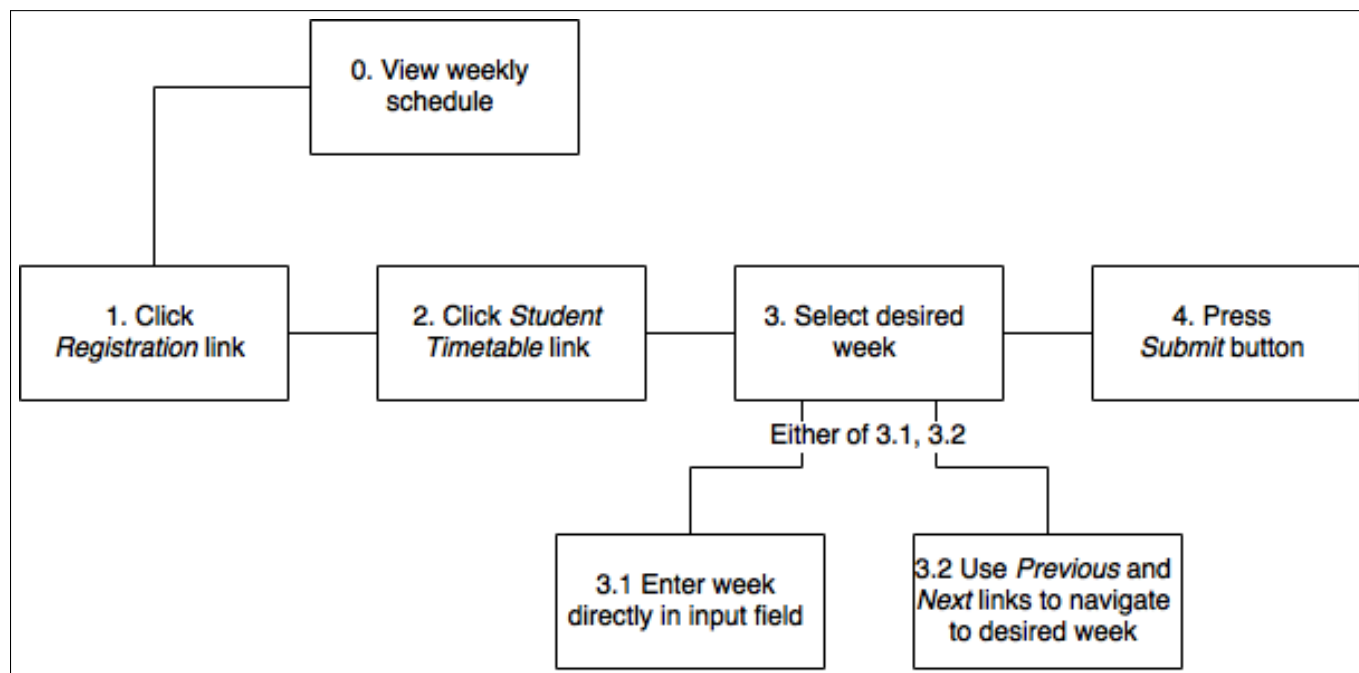 0. View weekly
schedule
1. Click
Registration link
2. Click Student
Timetable link
3. Select desired
week
4. Press
Submit button
Either of 3.1, 3.2
3.1 Enter week
directly in input field
3.2 Use Previous and
Next links to navigate
to desired week